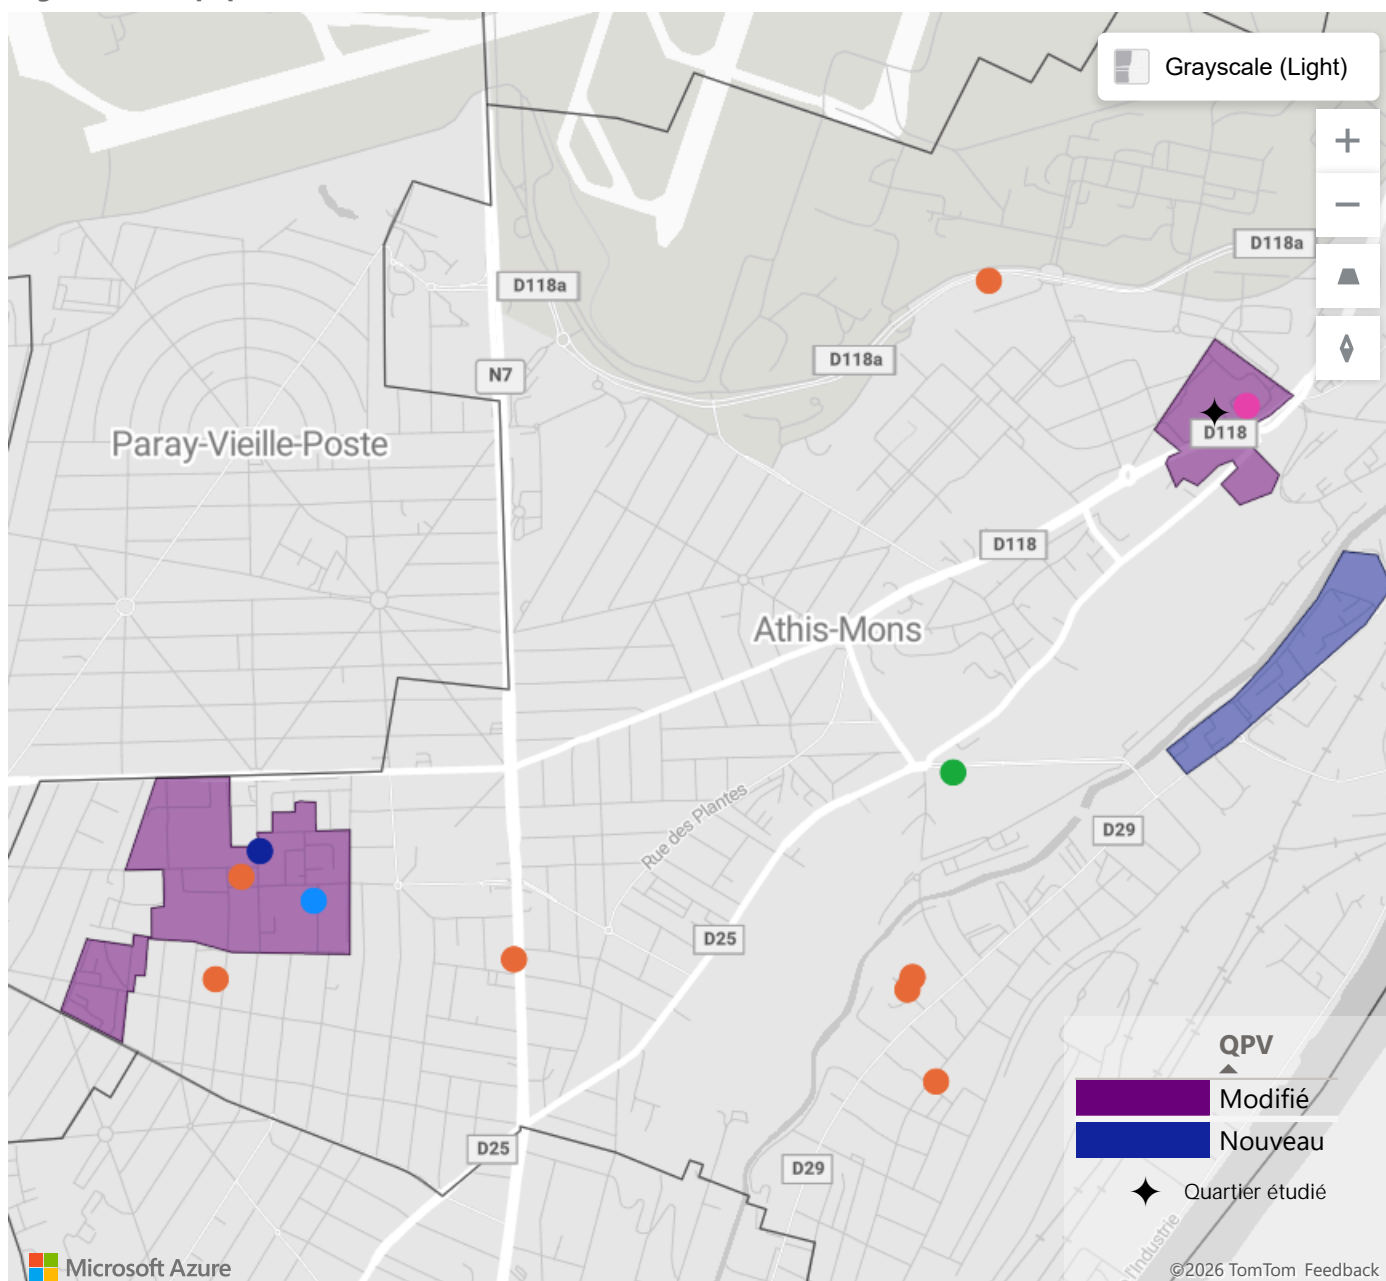 Grayscale (Light)
D118a
D118a
D118a
N7
Paray-Vieille-Poste
D118
D118
Athis-Mons
Rue des Plantes
D29
D25
QPV
Modifié
Nouveau
D25
D29
Quartier étudié
l'Industrie
Microsoft Azure
©2026 TomTom Feedback